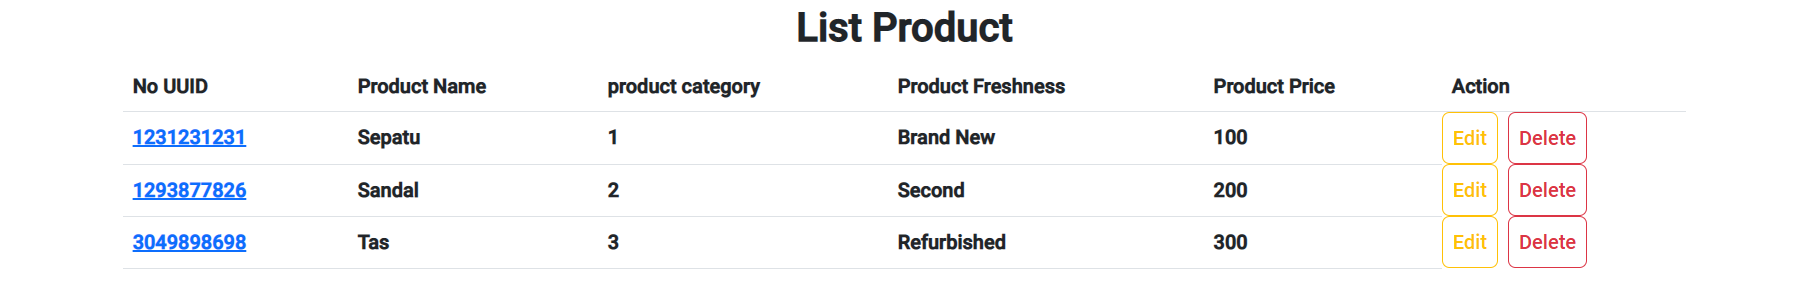 List Product
No UUID Product Name product category Product Freshness Product Price Action
1231231231 Sepatu 1 Brand New 100 Edit Delete
1293877826 Sandal 2 Second 200 Edit Delete
3049898698 Tas 3 Refurbished 300 Edit Delete